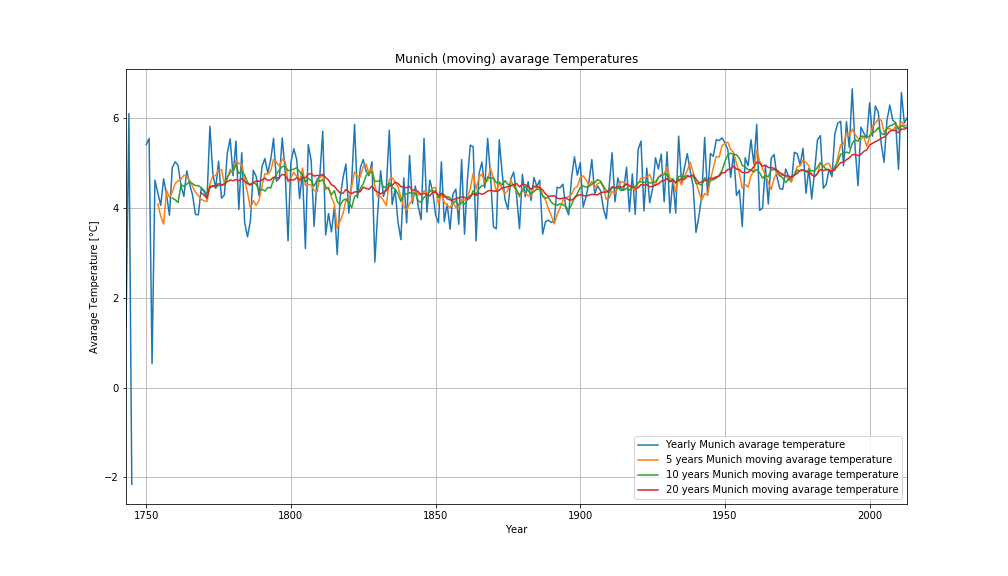 Munich (moving) avarage Temperatures
Avarage Temperature [°C]
6
4
2
0
−2
1750
1800
1850
1900
1950
2000
Year
Yearly Munich avarage temperature
5 years Munich moving avarage temperature
10 years Munich moving avarage temperature
20 years Munich moving avarage temperature